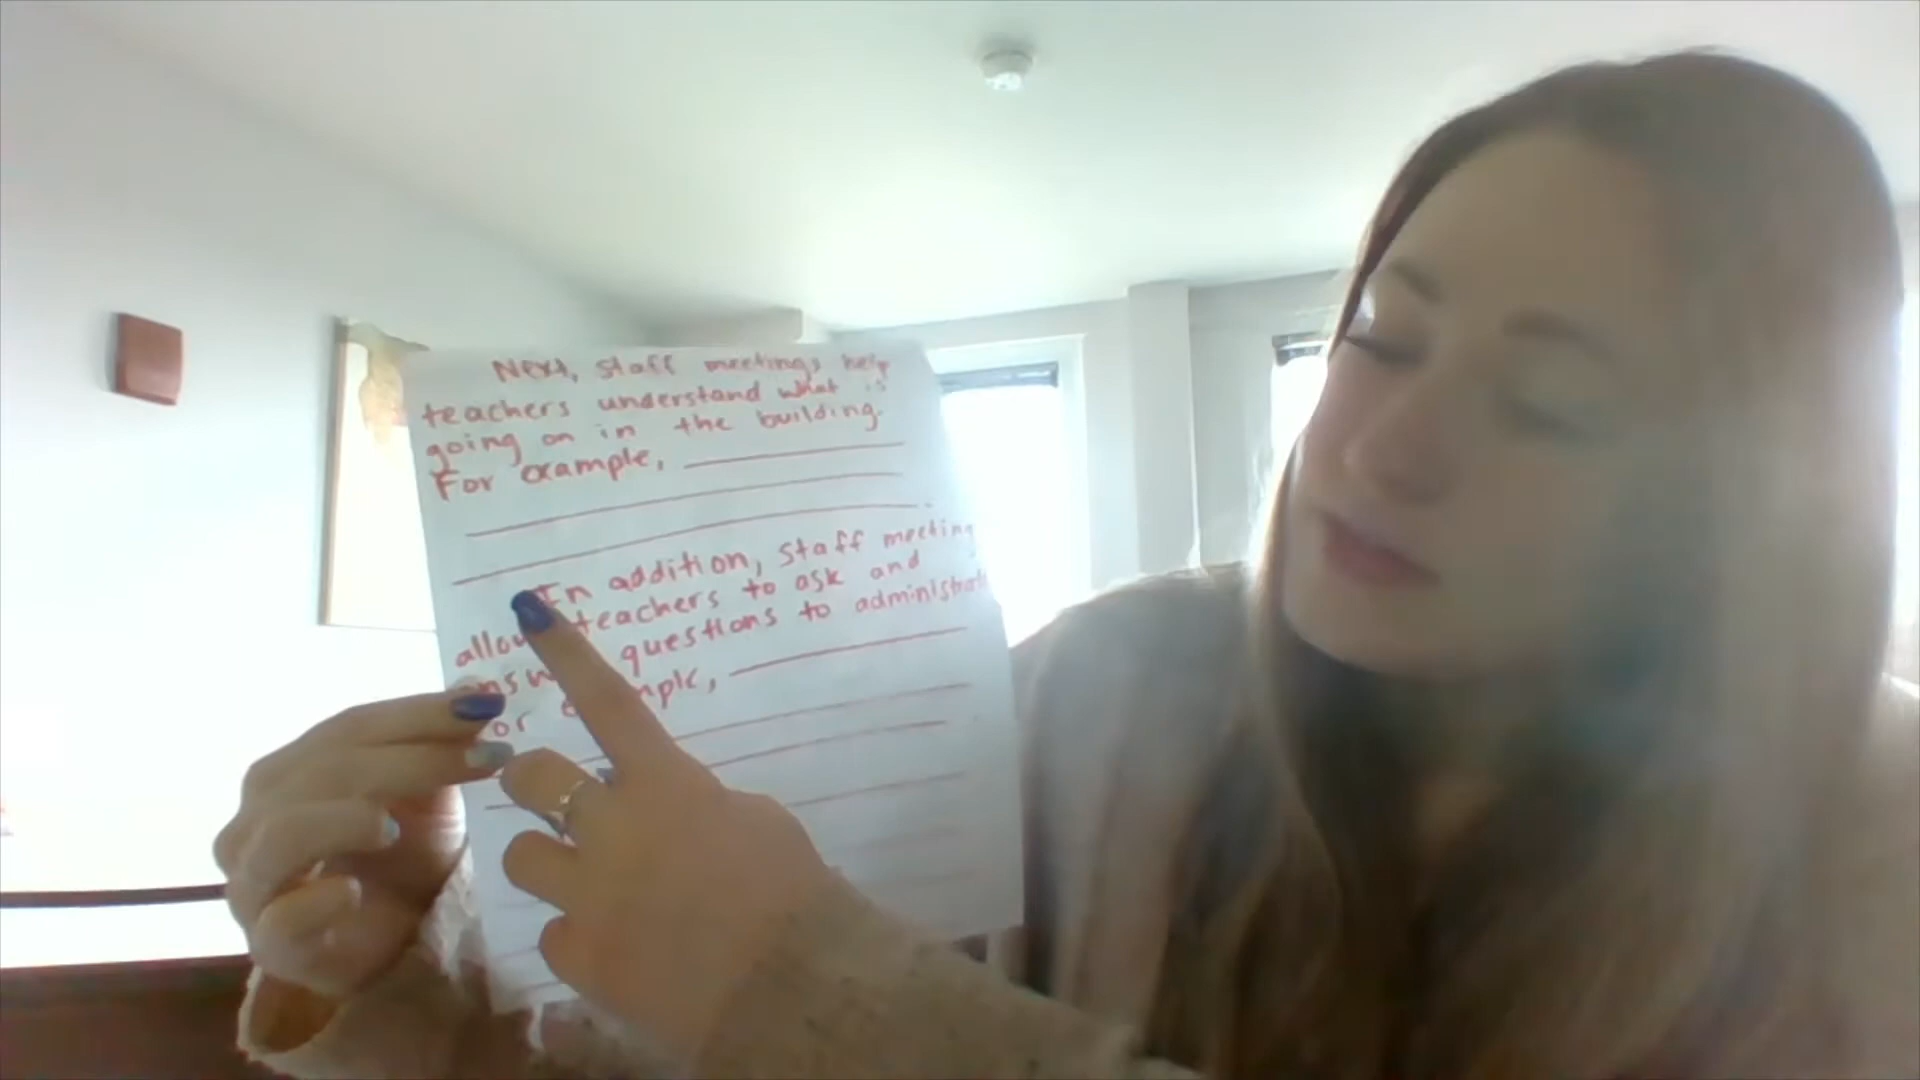 Next, staff meetings help
teachers understand what is
going on in the building.
For example,
In addition, staff meeting
teachers to ask and
questions to